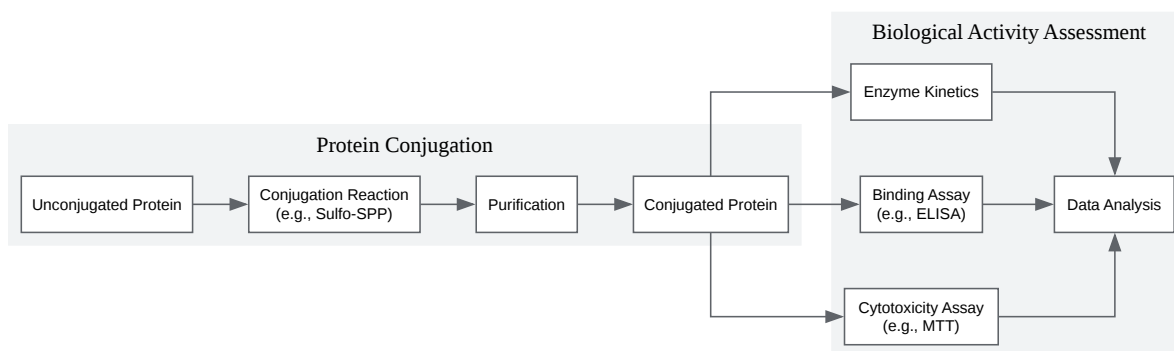 Biological Activity Assessment
Enzyme Kinetics
Protein Conjugation
Unconjugated Protein
Conjugation Reaction
(e.g., Sulfo-SPP)
Purification
Conjugated Protein
Binding Assay
(e.g., ELISA)
Data Analysis
Cytotoxicity Assay
(e.g., MTT)